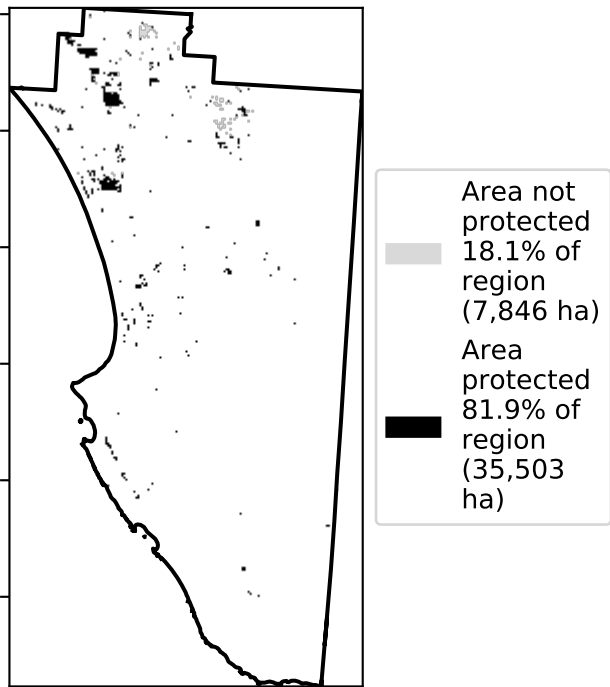 Area not
protected
18.1% of
region
(7,846 ha)
Area
protected
81.9% of
region
(35,503
ha)